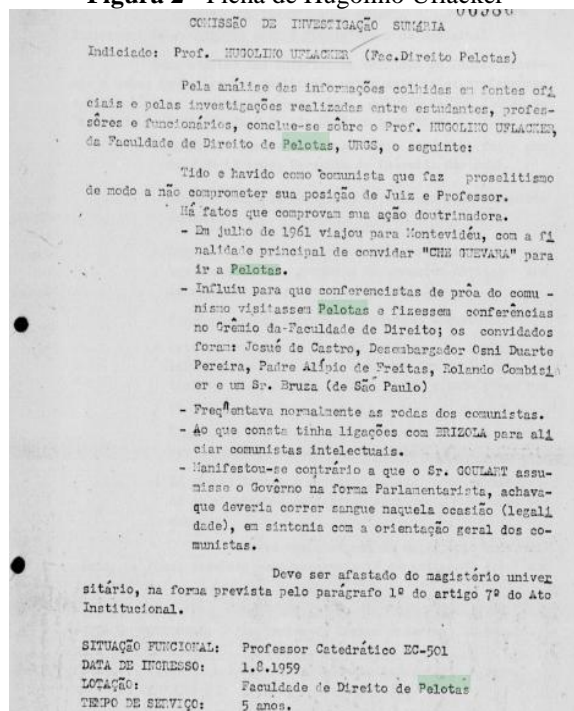 Figura 2 - Ficha de Hugolino Uflacker
COMISSÃO DE INVESTIGAÇÃO SUMÁRIA
Indiciado: Prof. HUGOLINO UFLACKER (Fac.Direito Pelotas)
Pela análise das informações colhidas em fontes ofi
ciais e pelas investigações realizadas entre estudantes, profes-
sôres e funcionários, conclue-se sôbre o Prof. HUGOLINO UFLACKER,
da Faculdade de Direito de Pelotas, URGS, o seguinte:
Tido e havido como comunista que faz proselitismo
de modo a não comprometer sua posição de Juiz e Professor.
Há fatos que comprovam sua ação doutrinadora.
- Em julho de 1961 viajou para Montevidéu, com a fi
nalidade principal de convidar "CHE GUEVARA" para
ir a Pelotas.
- Influiu para que conferencistas de prôa do comu -
nismo visitassem Pelotas e fizessem conferências
no Grêmio da-Faculdade de Direito; os convidados
foram: Josué de Castro, Desembargador Osni Duarte
Pereira, Padre Alípio de Freitas, Rolando Combisi
er e um Sr. Bruza (de São Paulo)
- Freqüentava normalmente as rodas dos comunistas.
- Ao que consta tinha ligações com BRIZOLA para ali
ciar comunistas intelectuais.
- Manifestou-se contrário a que o Sr. GOULART assu-
misse o Govêrno na forma Parlamentarista, achava-
que deveria correr sangue naquela ocasião (legali
dade), em sintonia com a orientação geral dos co-
munistas.
Deve ser afastado do magistério univer
sitário, na forma prevista pelo parágrafo 1º do artigo 7º do Ato
Institucional.
SITUAÇÃO FUNCIONAL: Professor Catedrático EC-501
DATA DE INGRESSO: 1.8.1959
LOTAÇÃO: Faculdade de Direito de Pelotas
TEMPO DE SERVIÇO: 5 anos.